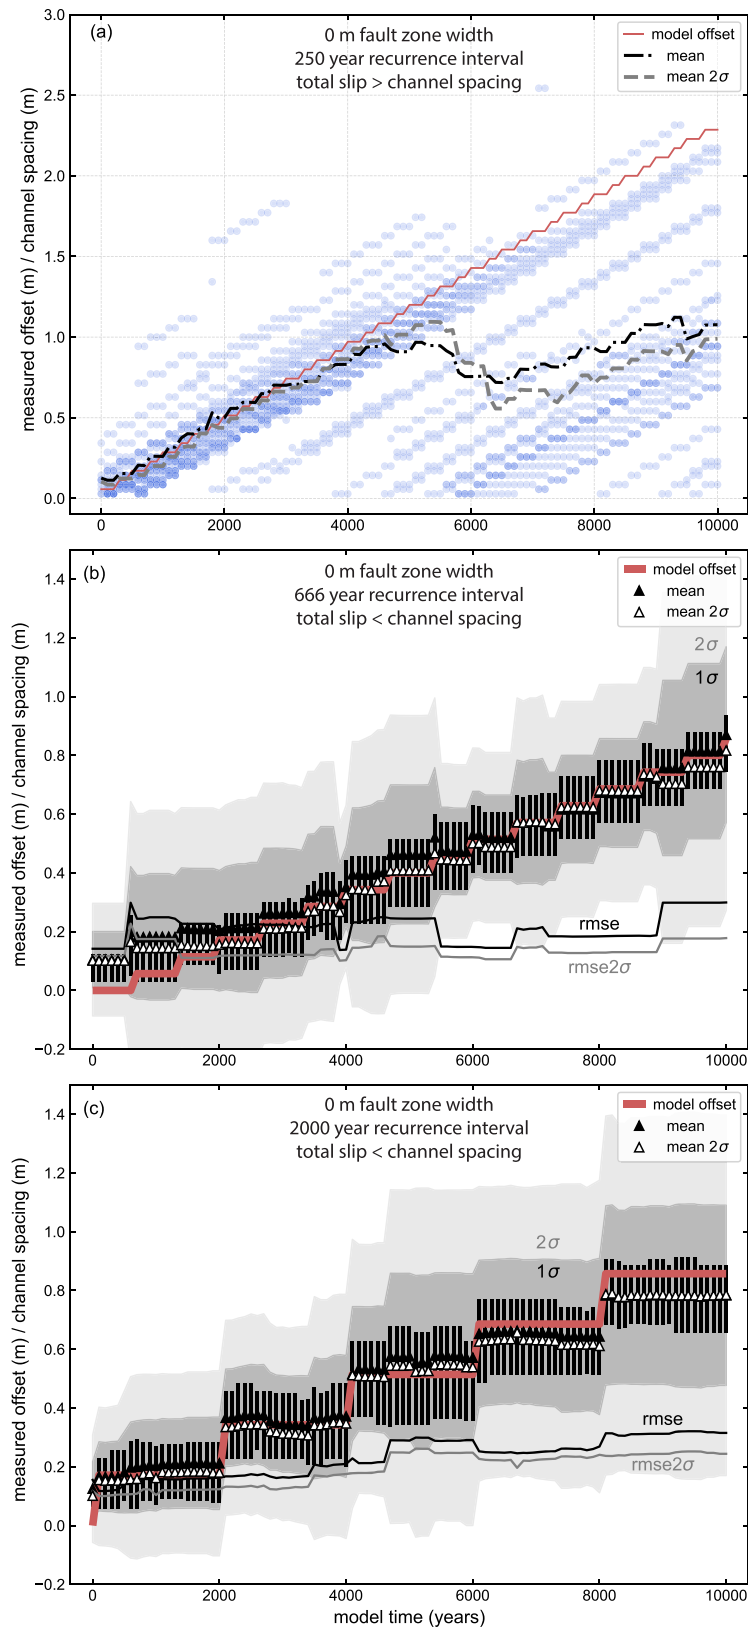 (a)
0 m fault zone width
250 year recurrence interval
total slip > channel spacing
model offset
mean
mean 2σ
measured offset (m) / channel spacing (m)
3.0
2.5
2.0
1.5
1.0
0.5
0.0
0 2000 4000 6000 8000 10000
(b)
0 m fault zone width
666 year recurrence interval
total slip < channel spacing
model offset
mean
mean 2σ
2σ
1σ
rmse
rmse2σ
measured offset (m) / channel spacing (m)
1.4
1.2
1.0
0.8
0.6
0.4
0.2
0.0
−0.2
0 2000 4000 6000 8000 10000
(c)
0 m fault zone width
2000 year recurrence interval
total slip < channel spacing
model offset
mean
mean 2σ
2σ
1σ
rmse
rmse2σ
measured offset (m) / channel spacing (m)
1.4
1.2
1.0
0.8
0.6
0.4
0.2
0.0
−0.2
0 2000 4000 6000 8000 10000
model time (years)